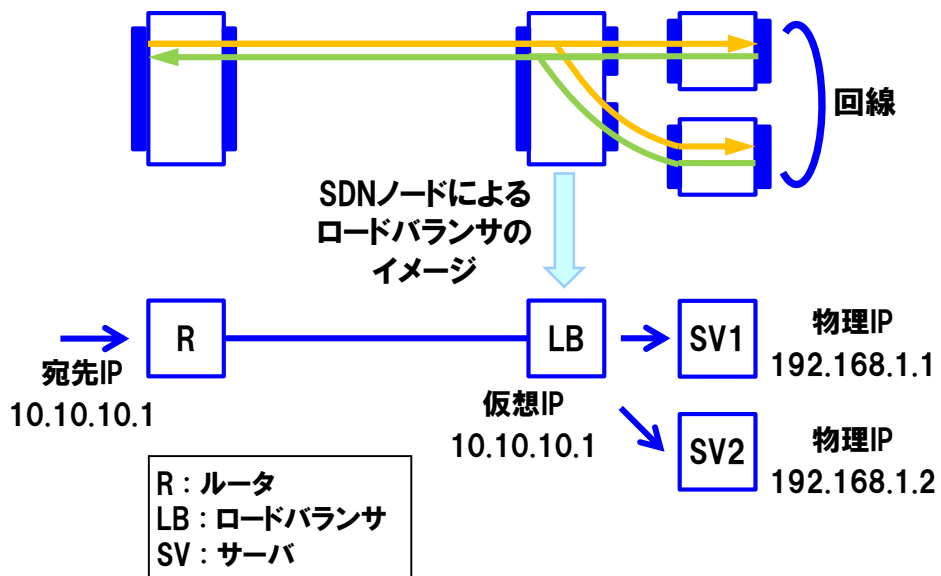 回線
SDNノードによる
ロードバランサの
イメージ
R
LB
SV1
物理IP
192.168.1.1
宛先IP
10.10.10.1
仮想IP
10.10.10.1
SV2
物理IP
192.168.1.2
R：ルータ
LB：ロードバランサ
SV：サーバ